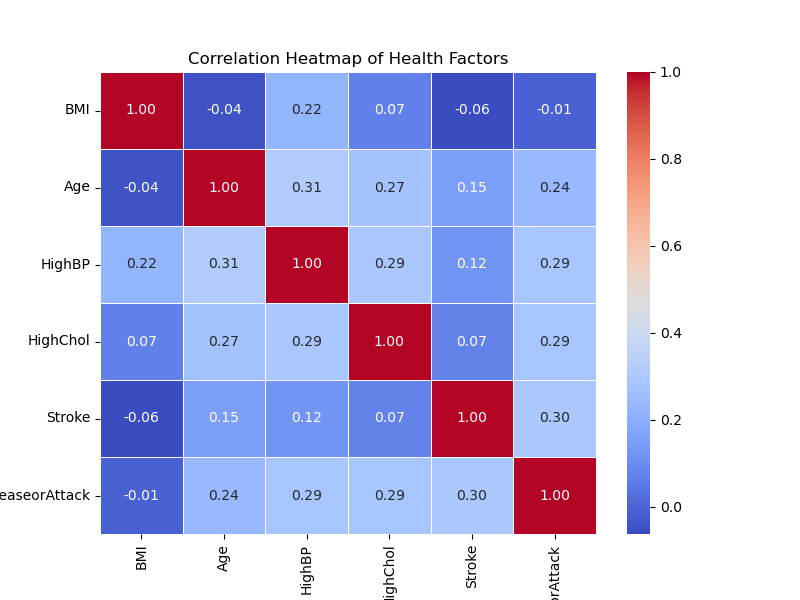 Correlation Heatmap of Health Factors
BMI 1.00 -0.04 0.22 0.07 -0.06 -0.01
Age -0.04 1.00 0.31 0.27 0.15 0.24
HighBP 0.22 0.31 1.00 0.29 0.12 0.29
HighChol 0.07 0.27 0.29 1.00 0.07 0.29
Stroke -0.06 0.15 0.12 0.07 1.00 0.30
easeorAttack -0.01 0.24 0.29 0.29 0.30 1.00
BMI
Age
HighBP
HighChol
Stroke
orAttack
1.0
0.8
0.6
0.4
0.2
0.0